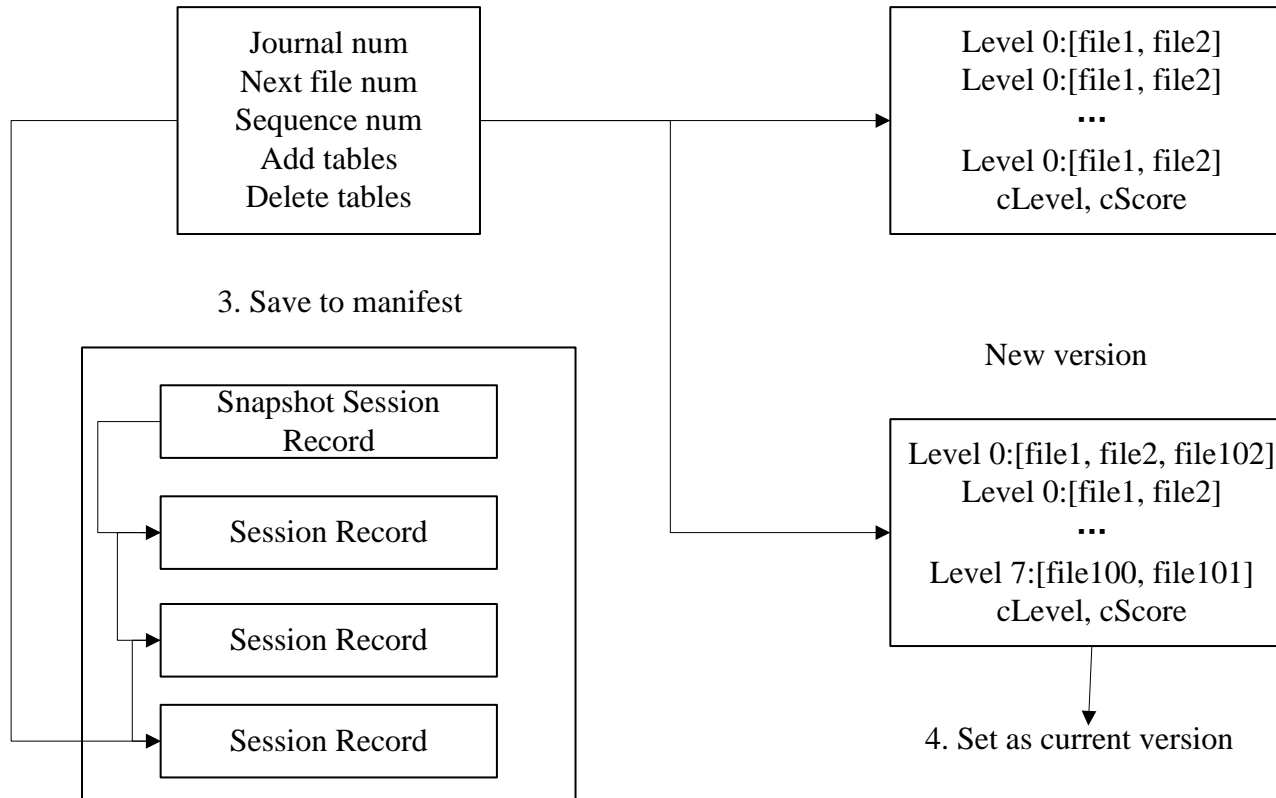 Journal num
Next file num
Sequence num
Add tables
Delete tables
Level 0:[file1, file2]
Level 0:[file1, file2]
...
Level 0:[file1, file2]
cLevel, cScore
3. Save to manifest
Snapshot Session
Record
Session Record
Session Record
Session Record
New version
Level 0:[file1, file2, file102]
Level 0:[file1, file2]
...
Level 7:[file100, file101]
cLevel, cScore
4. Set as current version